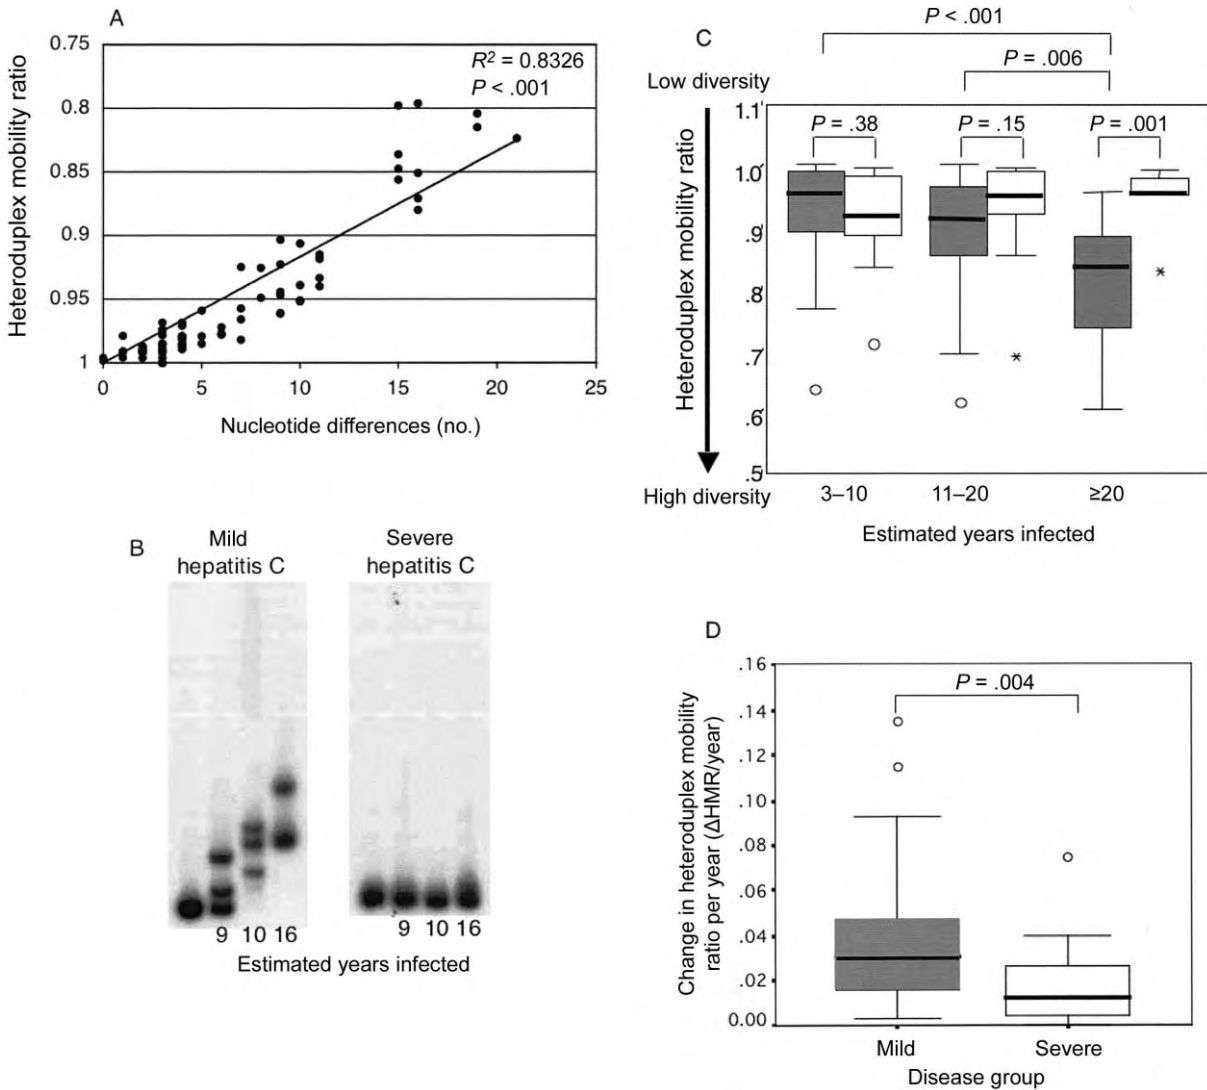 A
Heteroduplex mobility ratio
0.75
0.8
0.85
0.9
0.95
1
R² = 0.8326
P < .001
0 5 10 15 20 25
Nucleotide differences (no.)
B
Mild
hepatitis C
Severe
hepatitis C
9 10 16
9 10 16
Estimated years infected
C
P < .001
P = .006
Low diversity
Heteroduplex mobility ratio
High diversity
1.1
1.0
.9
.8
.7
.6
.5
P = .38
P = .15
P = .001
3–10 11–20 ≥20
Estimated years infected
D
Change in heteroduplex mobility
ratio per year (ΔHMR/year)
.16
.14
.12
.10
.08
.06
.04
.02
0.00
P = .004
Mild Severe
Disease group